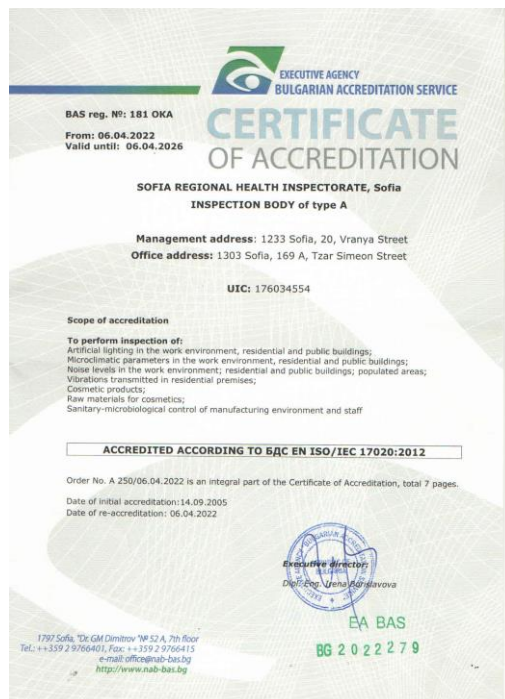 EXECUTIVE AGENCY
BULGARIAN ACCREDITATION SERVICE
BAS reg. №: 181 ОКА
CERTIFICATE
OF ACCREDITATION
From: 06.04.2022
Valid until: 06.04.2026
SOFIA REGIONAL HEALTH INSPECTORATE, Sofia
INSPECTION BODY of type A
Management address: 1233 Sofia, 20, Vranya Street
Office address: 1303 Sofia, 169 A, Tzar Simeon Street
UIC: 176034554
Scope of accreditation
To perform inspection of:
Artificial lighting in the work environment, residential and public buildings;
Microclimatic parameters in the work environment, residential and public buildings;
Noise levels in the work environment; residential and public buildings; populated areas;
Vibrations transmitted in residential premises;
Cosmetic products;
Raw materials for cosmetics;
Sanitary-microbiological control of manufacturing environment and staff
ACCREDITED ACCORDING TO БДС EN ISO/IEC 17020:2012
Order No. A 250/06.04.2022 is an integral part of the Certificate of Accreditation, total 7 pages.
Date of initial accreditation:14.09.2005
Date of re-accreditation: 06.04.2022
Executive director:
Dipl. Eng. Irena Borislavova
EA BAS
BG 2022279
1797 Sofia, "Dr. GM Dimitrov "№ 52 A, 7th floor
Tel.: ++359 2 9766401, Fax: ++359 2 9766415
e-mail: office@nab-bas.bg
http://www.nab-bas.bg